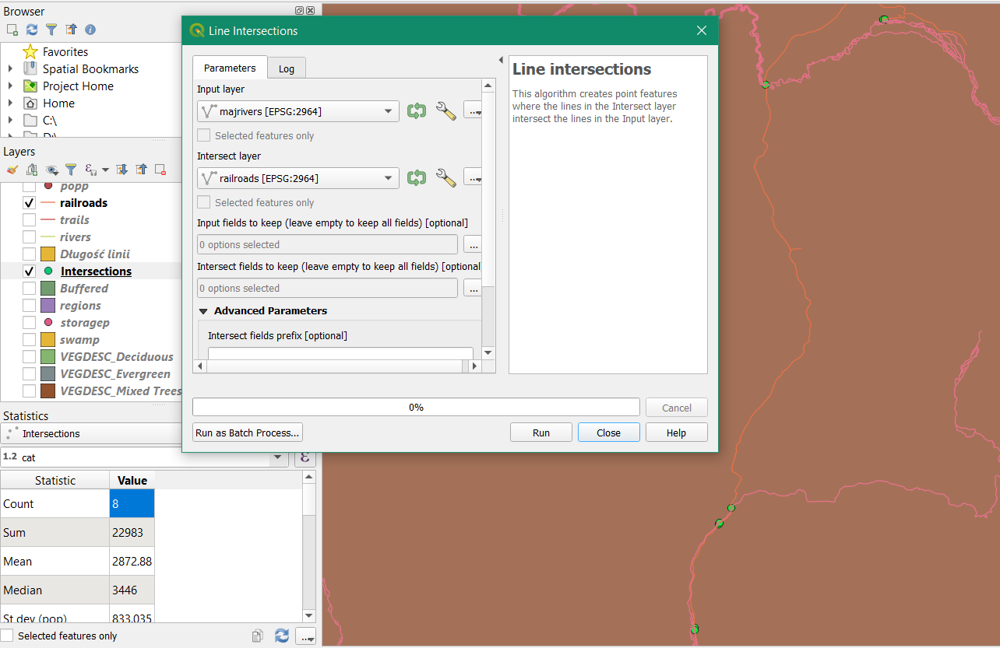 Browser
Favorites
Spatial Bookmarks
Project Home
Home
C:\
D:\
Layers
popp
railroads
trails
rivers
Długość linii
Intersections
Buffered
regions
storagep
swamp
VEGDESC_Deciduous
VEGDESC_Evergreen
VEGDESC_Mixed Trees
Statistics
Intersections
1.2 cat
ε
Statistic Value
Count 8
Sum 22983
Mean 2872.88
Median 3446
St dev (pop) 833.035
Selected features only
...
Line Intersections
Parameters Log
Input layer
majrivers [EPSG:2964]
...
Selected features only
Intersect layer
railroads [EPSG:2964]
...
Selected features only
Input fields to keep (leave empty to keep all fields) [optional]
0 options selected
...
Intersect fields to keep (leave empty to keep all fields) [optional
0 options selected
...
Advanced Parameters
Intersect fields prefix [optional]
Line intersections
This algorithm creates point features
where the lines in the Intersect layer
intersect the lines in the Input layer.
0%
Cancel
Run as Batch Process...
Run
Close
Help